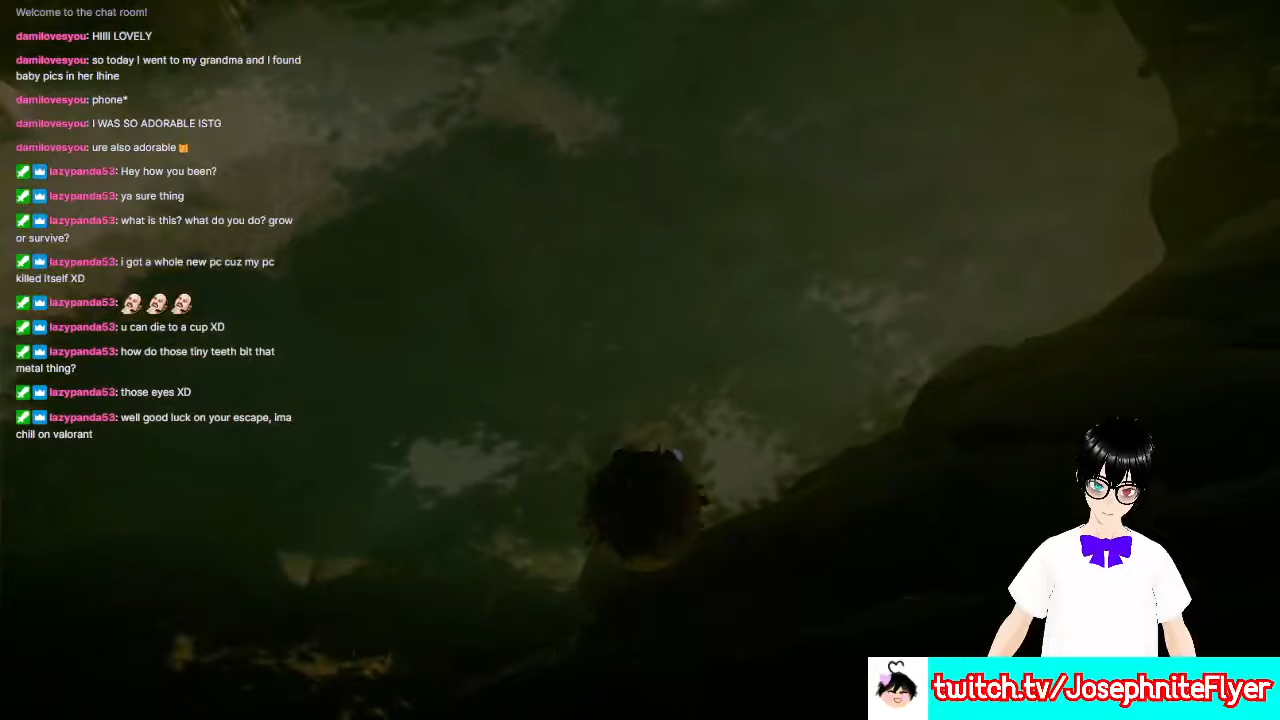 Welcome to the chat room!
damilovesyou: HIIII LOVELY
damilovesyou: so today I went to my grandma and I found
baby pics in her lhine
damilovesyou: phone*
damilovesyou: I WAS SO ADORABLE ISTG
damilovesyou: ure also adorable
lazypanda53: Hey how you been?
lazypanda53: ya sure thing
lazypanda53: what is this? what do you do? grow
or survive?
lazypanda53: i got a whole new pc cuz my pc
killed itself XD
lazypanda53:
lazypanda53: u can die to a cup XD
lazypanda53: how do those tiny teeth bit that
metal thing?
lazypanda53: those eyes XD
lazypanda53: well good luck on your escape, ima
chill on valorant
twitch.tv/JosephniteFlyer